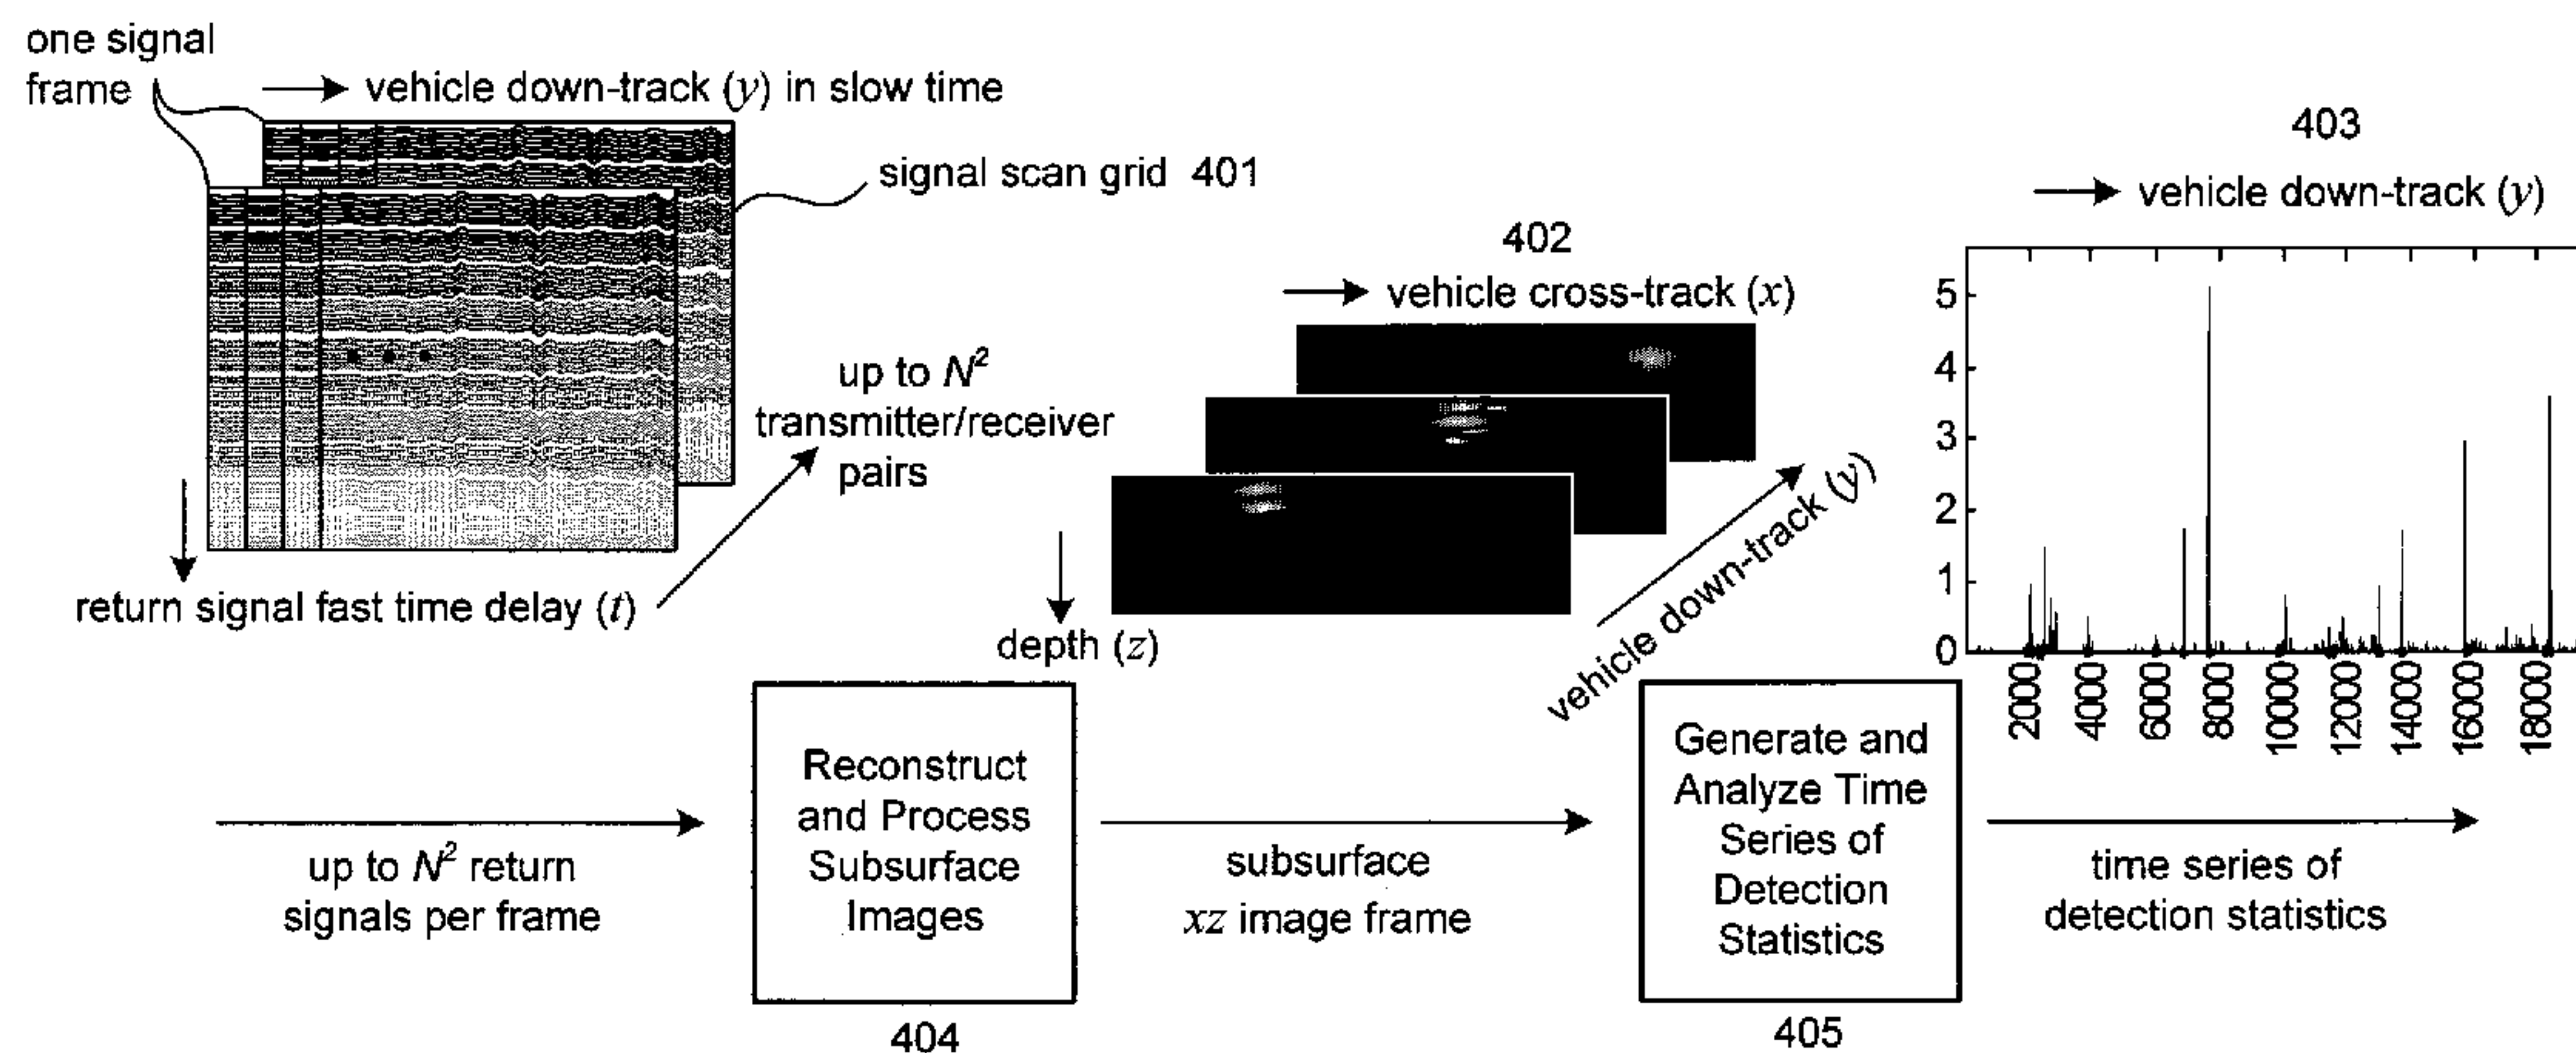 one signal
frame
→ vehicle down-track (y) in slow time
signal scan grid 401
return signal fast time delay (t)
up to N²
transmitter/receiver
pairs
402
→ vehicle cross-track (x)
depth (z)
vehicle down-track (y)
403
→ vehicle down-track (y)
5
4
3
2
1
0
2000
4000
6000
8000
10000
12000
14000
16000
18000
up to N² return
signals per frame
Reconstruct
and Process
Subsurface
Images
404
subsurface
xz image frame
Generate and
Analyze Time
Series of
Detection
Statistics
405
time series of
detection statistics